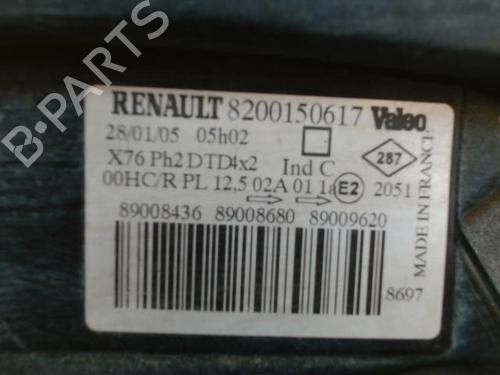 RENAULT 8200150617 Valeo
28/01/05 05h02
X76 Ph2 DTD4x2 Ind C
287
00HC/R PL 12,5 02A 01 1a E2 2051
89008436 89008680 89009620
8697
MADE IN FRANCE
B-PARTS